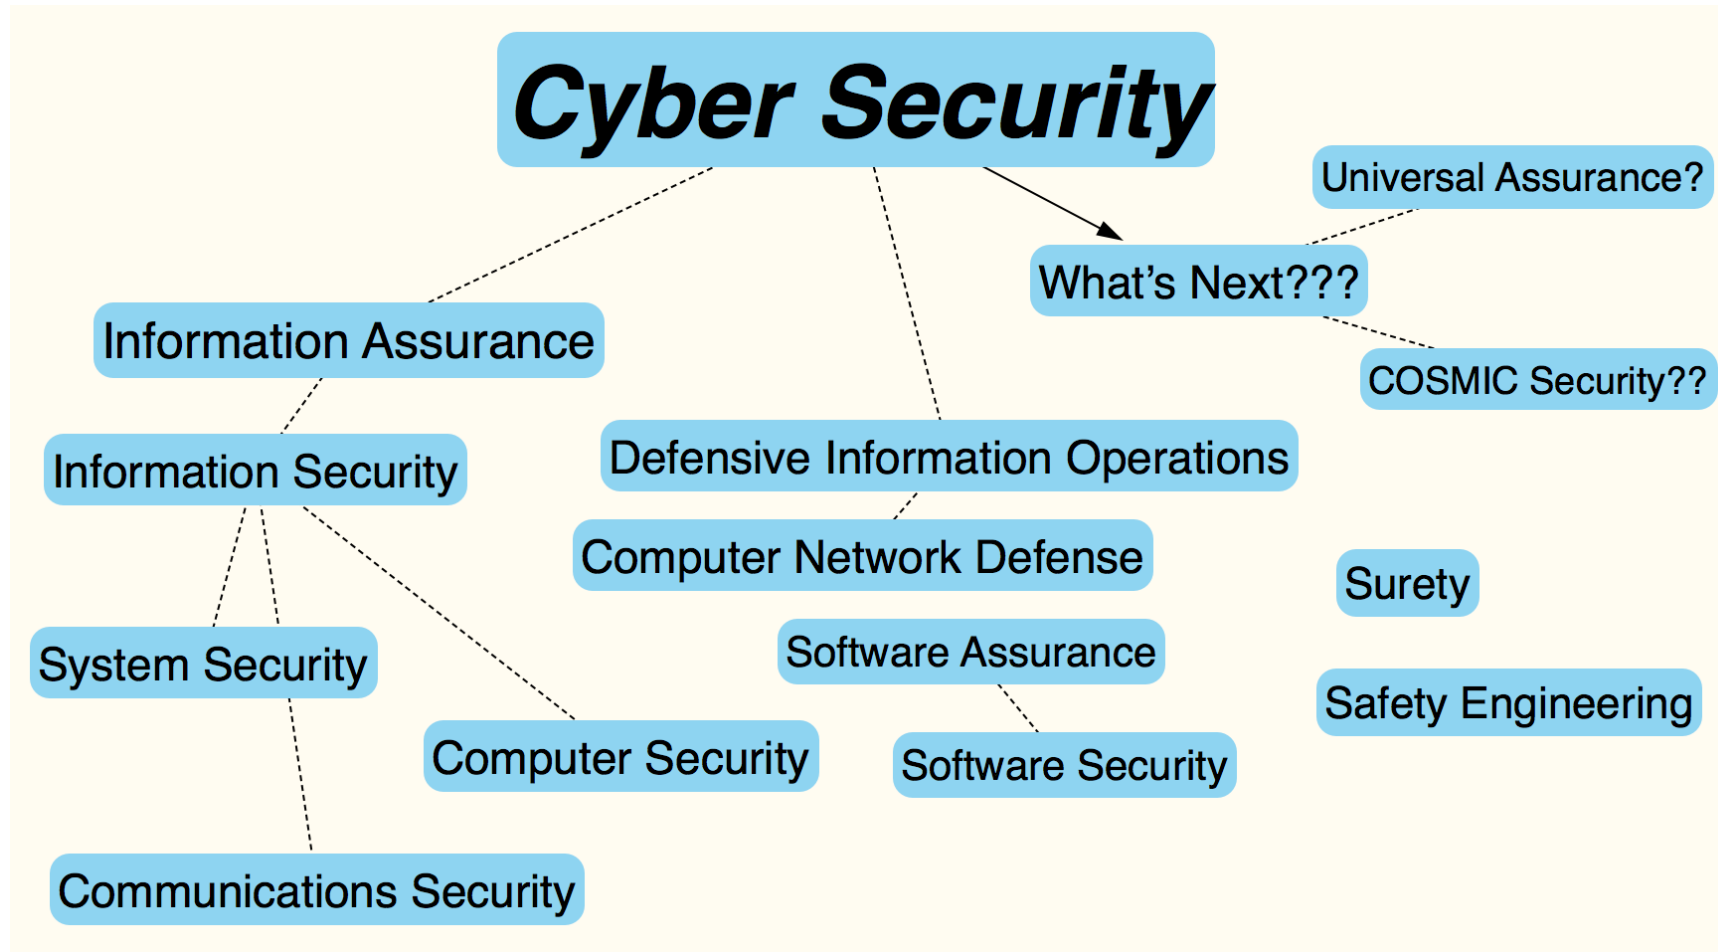 Cyber Security
Universal Assurance?
What's Next???
COSMIC Security??
Information Assurance
Information Security
Defensive Information Operations
Computer Network Defense
Surety
System Security
Software Assurance
Safety Engineering
Computer Security
Software Security
Communications Security